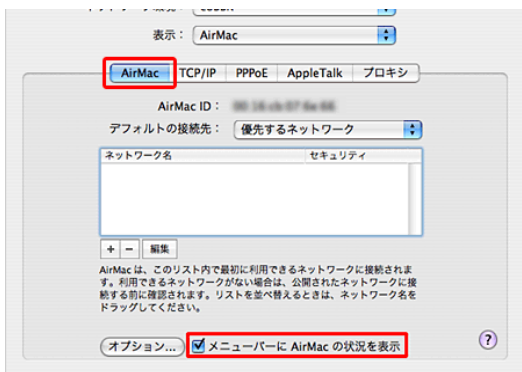 表示： AirMac
AirMac TCP/IP PPPoE AppleTalk プロキシ
AirMac ID：
デフォルトの接続先： 優先するネットワーク
ネットワーク名 セキュリティ
+ − 編集
AirMac は、このリスト内で最初に利用できるネットワークに接続されま
す。利用できるネットワークがない場合は、公開されたネットワークに接
続する前に確認されます。リストを並べ替えるときは、ネットワーク名を
ドラッグしてください。
オプション... メニューバーに AirMac の状況を表示 ?